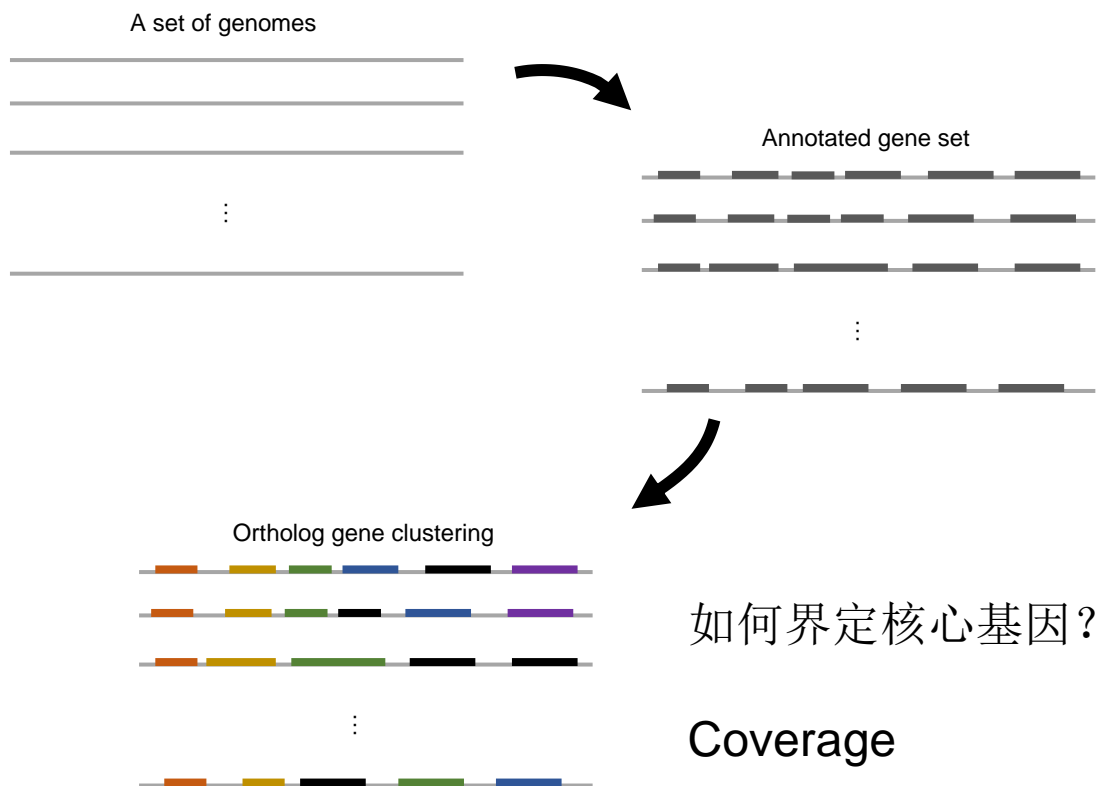 A set of genomes
Annotated gene set
Ortholog gene clustering
如何界定核心基因？
Coverage